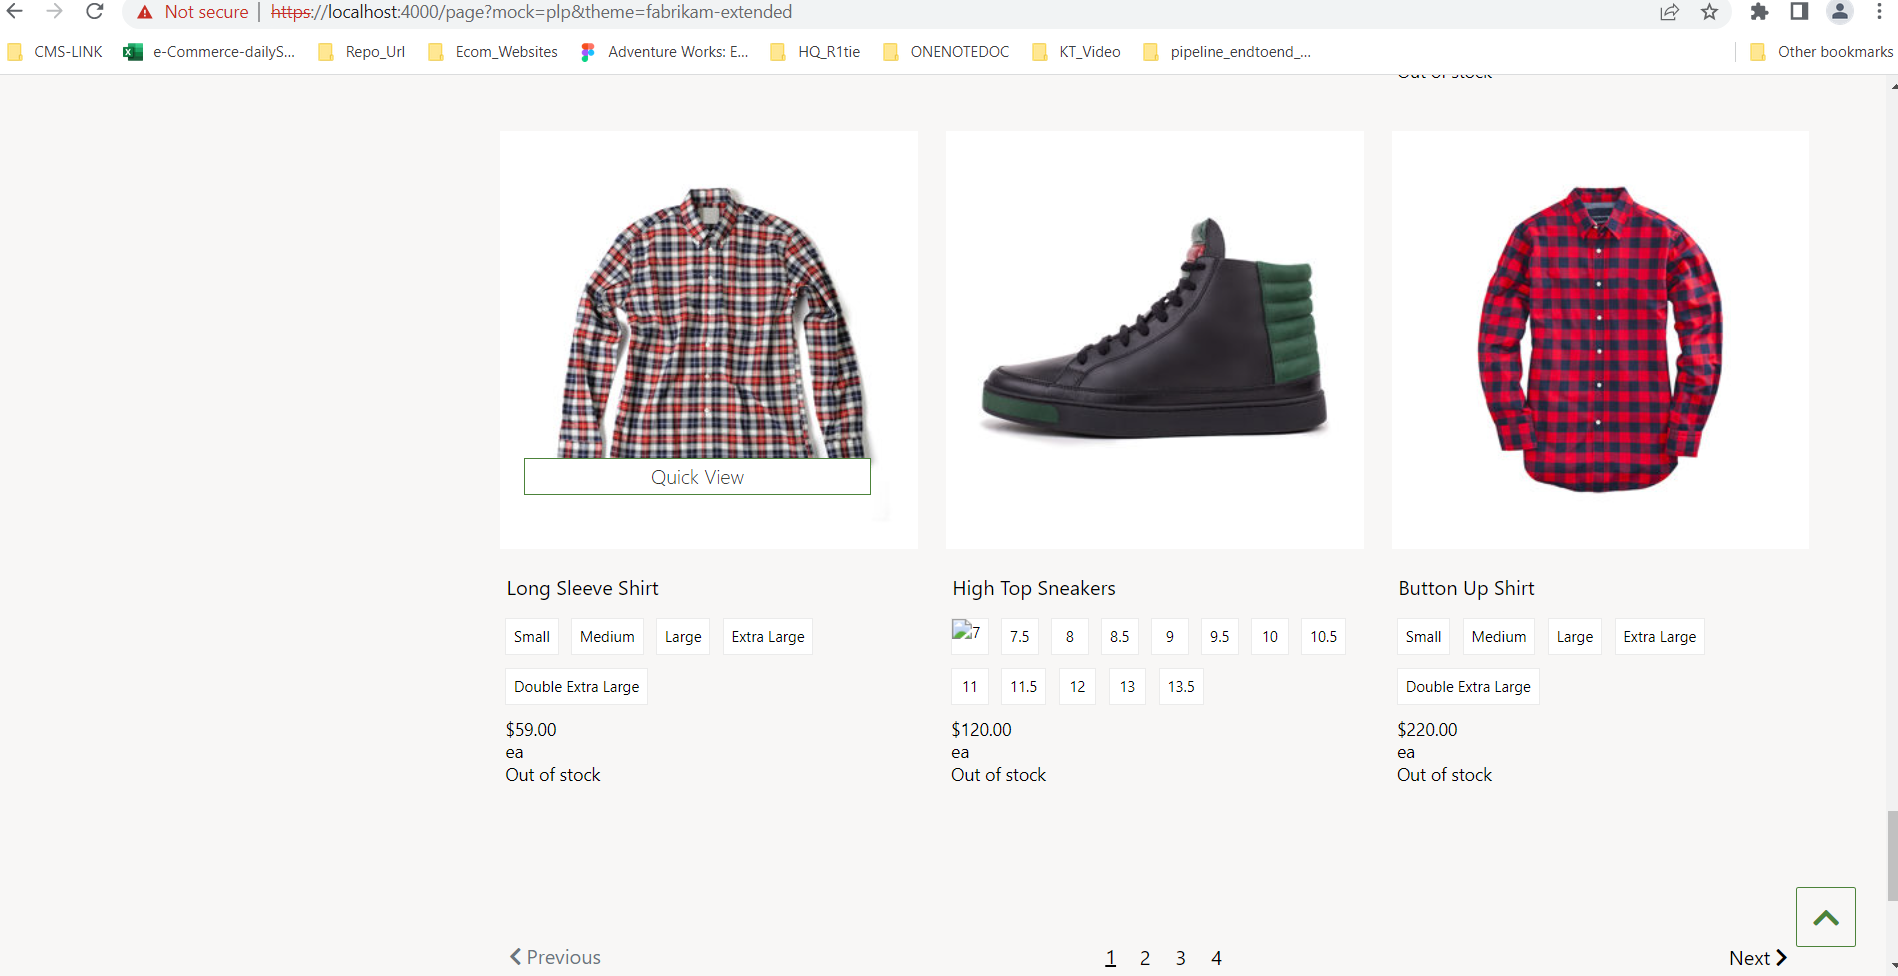 Not secure | https://localhost:4000/page?mock=plp&theme=fabrikam-extended
CMS-LINK e-Commerce-dailyS... Repo_Url Ecom_Websites Adventure Works: E... HQ_R1tie ONENOTEDOC KT_Video pipeline_endtoend_... Other bookmarks
Out of stock
Quick View
Long Sleeve Shirt High Top Sneakers Button Up Shirt
Small Medium Large Extra Large 7 7.5 8 8.5 9 9.5 10 10.5 Small Medium Large Extra Large
Double Extra Large 11 11.5 12 13 13.5 Double Extra Large
$59.00 $120.00 $220.00
ea ea ea
Out of stock Out of stock Out of stock
Previous 1 2 3 4 Next